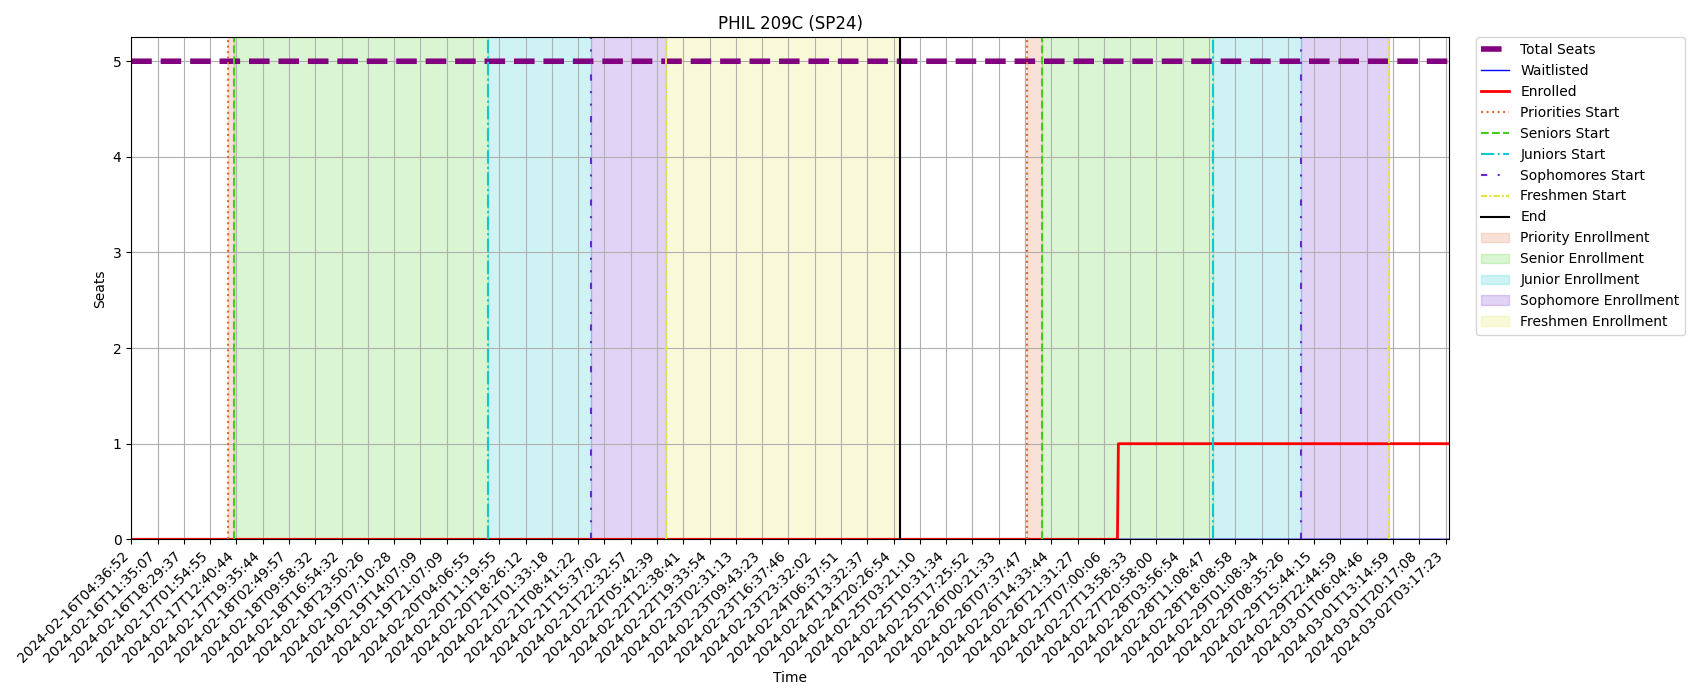 PHIL 209C (SP24)
Seats
5
4
3
2
1
0
2024-02-16T04:36:52
2024-02-16T11:35:07
2024-02-16T18:29:37
2024-02-17T01:54:55
2024-02-17T12:40:44
2024-02-17T19:35:44
2024-02-18T02:49:57
2024-02-18T09:58:32
2024-02-18T16:54:32
2024-02-18T23:50:26
2024-02-19T07:10:28
2024-02-19T14:07:09
2024-02-19T21:07:09
2024-02-20T04:06:55
2024-02-20T11:19:55
2024-02-20T18:26:12
2024-02-21T01:33:18
2024-02-21T08:41:22
2024-02-21T15:37:02
2024-02-21T22:32:57
2024-02-22T05:42:39
2024-02-22T12:38:41
2024-02-22T19:33:54
2024-02-23T02:31:13
2024-02-23T09:43:23
2024-02-23T16:37:46
2024-02-23T23:32:02
2024-02-24T06:37:51
2024-02-24T13:32:37
2024-02-24T20:26:54
2024-02-25T03:21:10
2024-02-25T10:31:34
2024-02-25T17:25:52
2024-02-26T00:21:33
2024-02-26T07:37:47
2024-02-26T14:33:44
2024-02-26T21:31:27
2024-02-27T07:00:06
2024-02-27T13:58:33
2024-02-27T20:58:00
2024-02-28T03:56:54
2024-02-28T11:08:47
2024-02-28T18:08:58
2024-02-29T01:08:34
2024-02-29T08:35:26
2024-02-29T15:44:15
2024-02-29T22:44:59
2024-03-01T06:04:46
2024-03-01T13:14:59
2024-03-01T20:17:08
2024-03-02T03:17:23
Time
Total Seats
Waitlisted
Enrolled
Priorities Start
Seniors Start
Juniors Start
Sophomores Start
Freshmen Start
End
Priority Enrollment
Senior Enrollment
Junior Enrollment
Sophomore Enrollment
Freshmen Enrollment